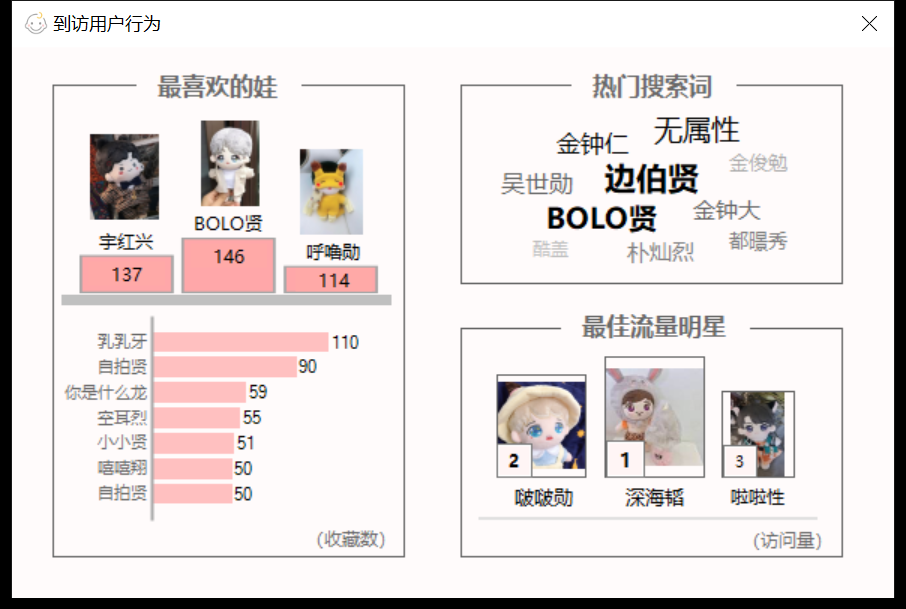 到访用户行为
最喜欢的娃
BOLO贤
宇红兴
呼噜勋
146
137
114
乳乳牙 110
自拍贤 90
你是什么龙 59
空耳烈 55
小小贤 51
嘻嘻翔 50
自拍贤 50
(收藏数)
热门搜索词
无属性
金钟仁
金俊勉
吴世勋
边伯贤
BOLO贤
金钟大
都暻秀
酷盖
朴灿烈
最佳流量明星
2
1
3
啵啵勋
深海韬
啦啦性
(访问量)